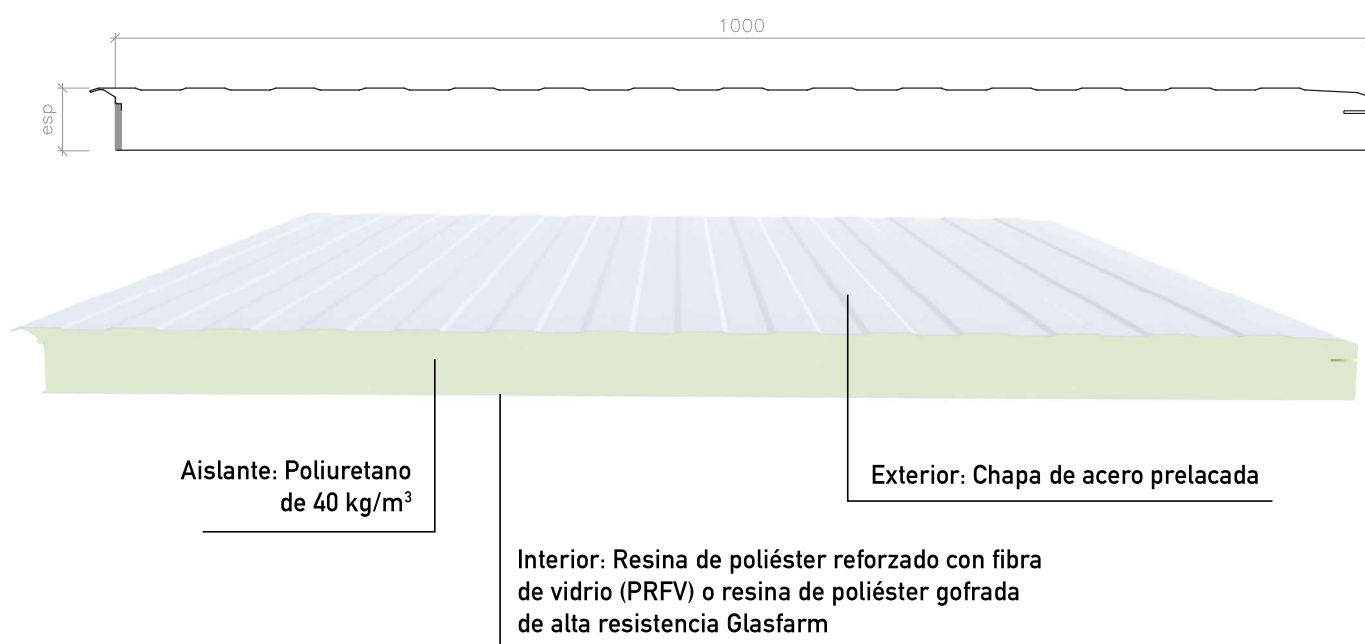 1000
esp
Aislante: Poliuretano
de 40 kg/m³
Exterior: Chapa de acero prelacada
Interior: Resina de poliéster reforzado con fibra
de vidrio (PRFV) o resina de poliéster gofrada
de alta resistencia Glasfarm